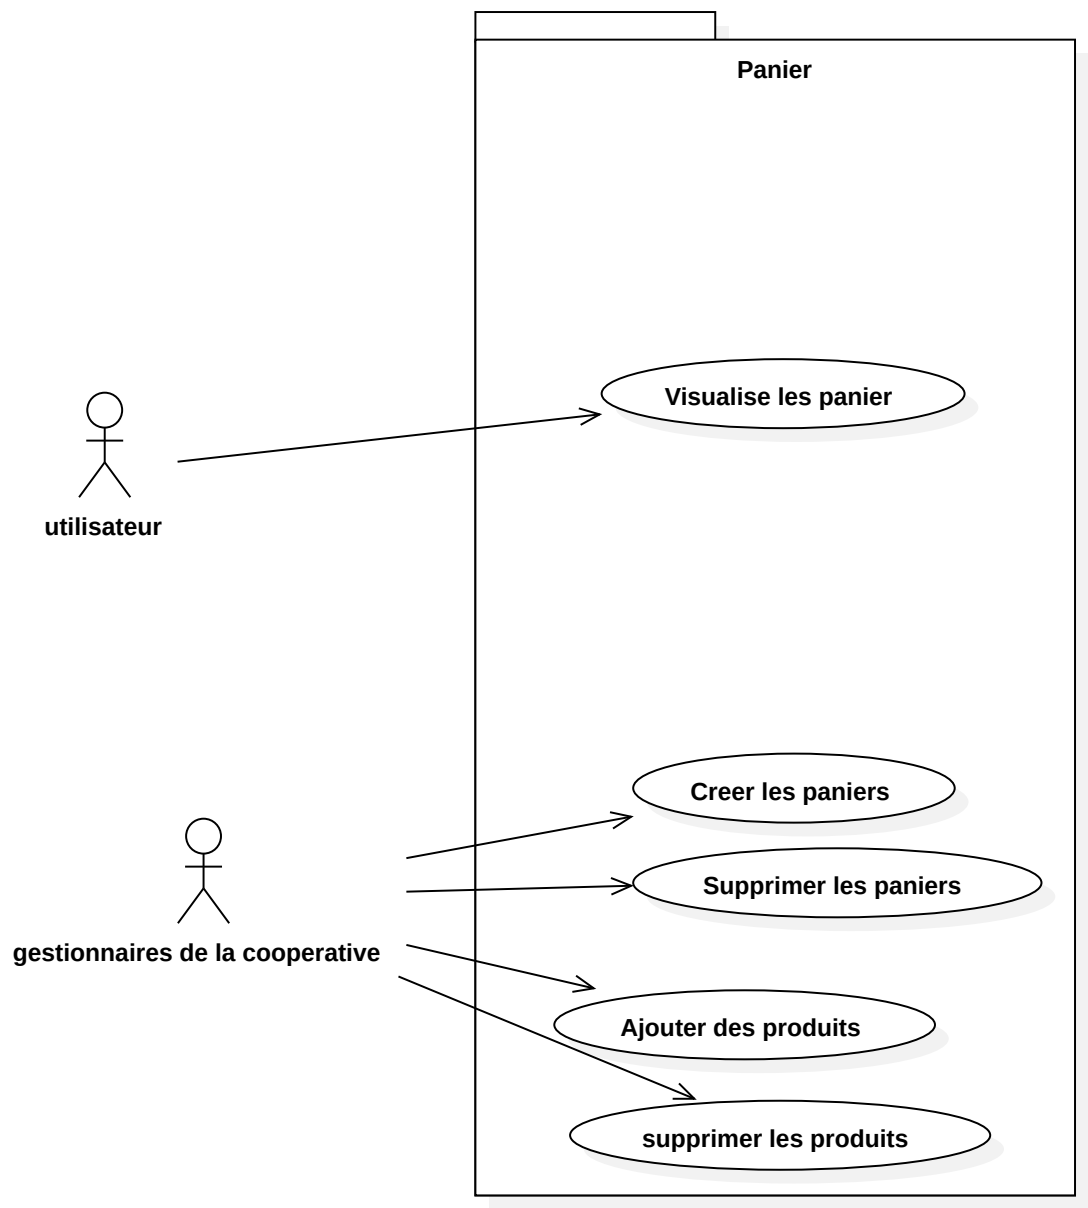 Panier
Visualise les panier
utilisateur
Creer les paniers
Supprimer les paniers
gestionnaires de la cooperative
Ajouter des produits
supprimer les produits